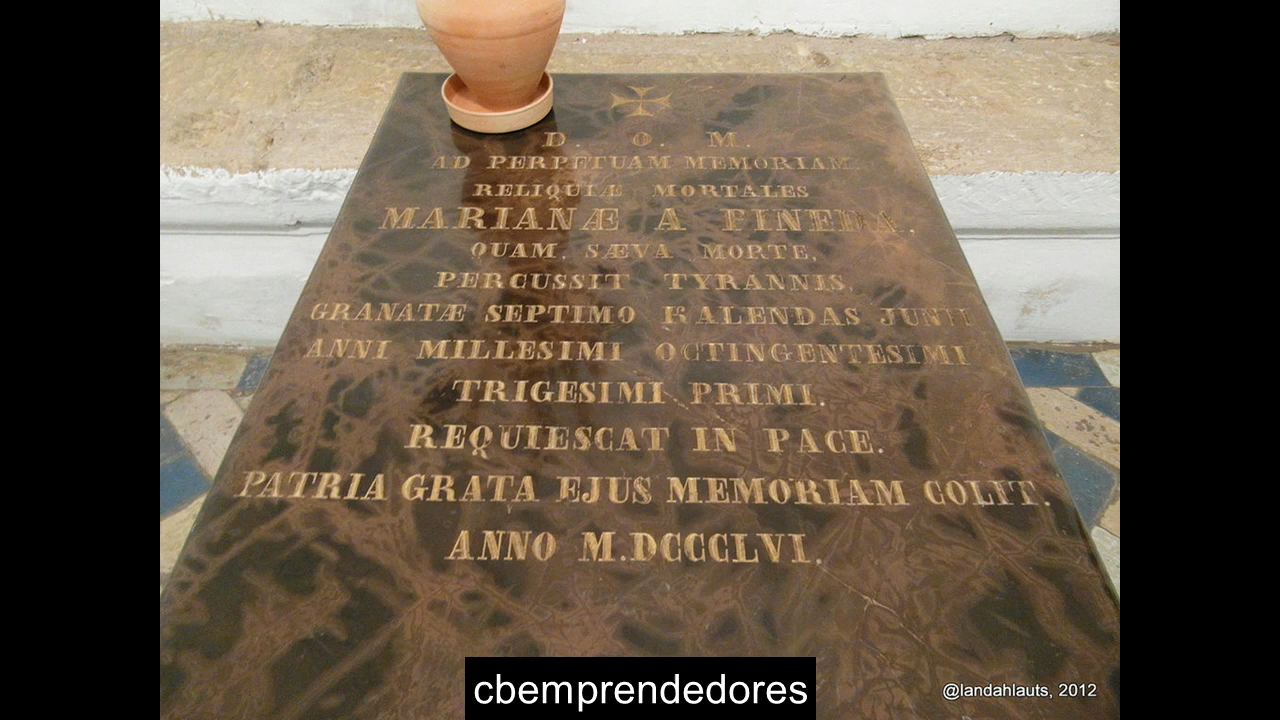 D. O. M.
AD PERPETUAM MEMORIAM.
RELIQUIÆ MORTALES
MARIANÆ A PINEDA.
QUAM. SÆVA MORTE,
PERCUSSIT TYRANNIS.
GRANATÆ SEPTIMO KALENDAS JUNII
ANNI MILLESIMI OCTINGENTESIMI
TRIGESIMI PRIMI.
REQUIESCAT IN PACE.
PATRIA GRATA EJUS MEMORIAM COLIT.
ANNO M.DCCCLVI.
cbemprendedores
@landahlauts, 2012